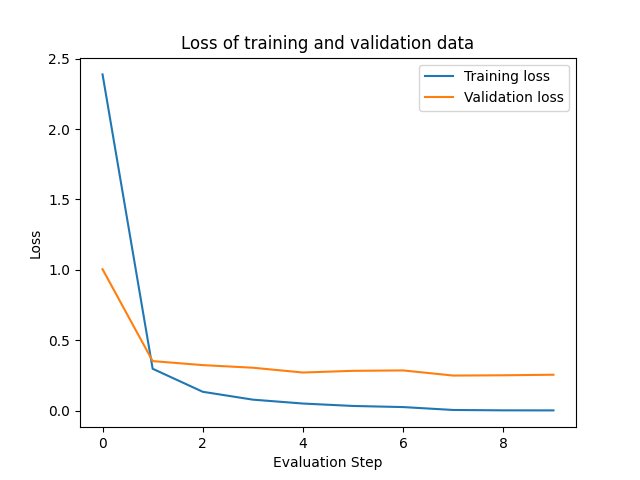 Loss of training and validation data
2.5
2.0
1.5
1.0
0.5
0.0
Loss
Training loss
Validation loss
0
2
4
6
8
Evaluation Step